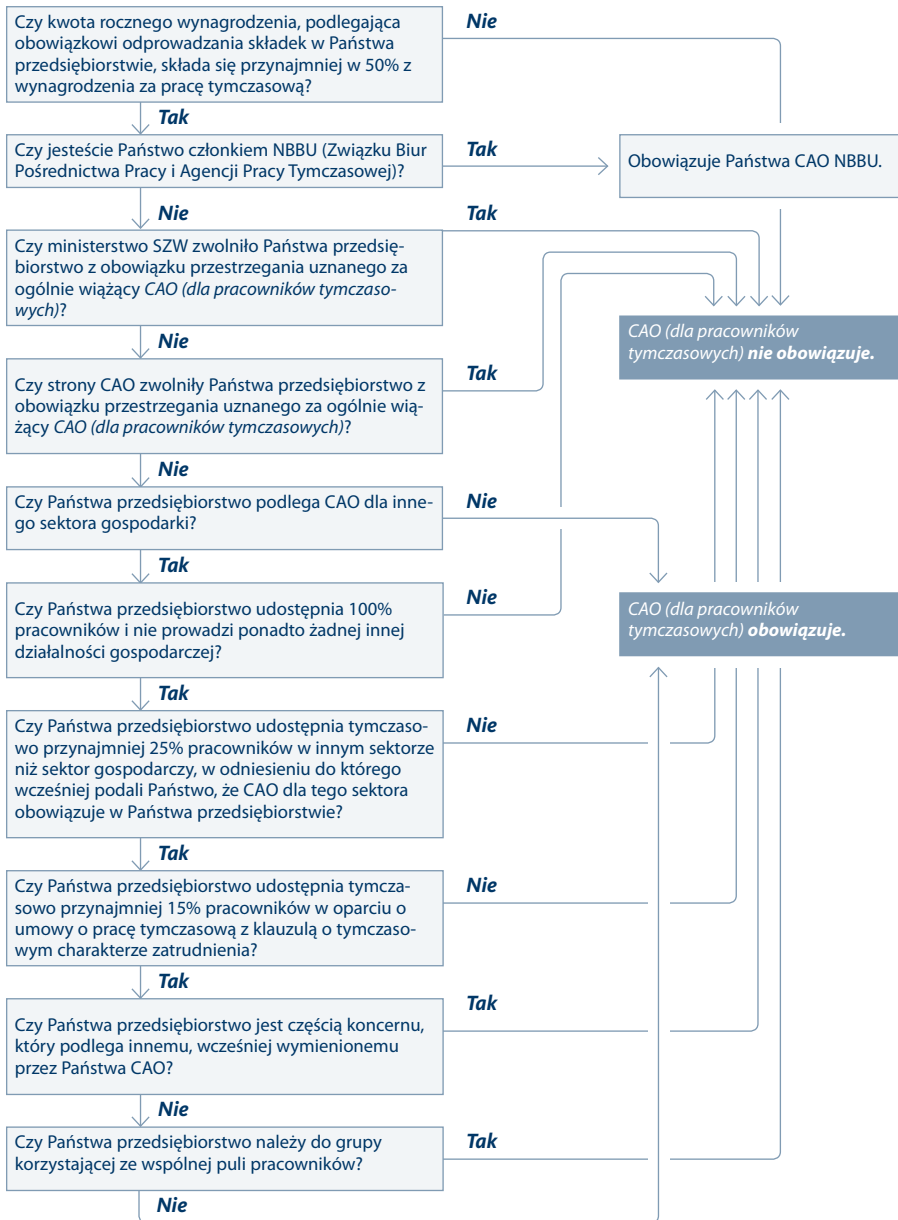 Czy kwota rocznego wynagrodzenia, podlegająca
obowiązkowi odprowadzania składek w Państwa
przedsiębiorstwie, składa się przynajmniej w 50% z
wynagrodzenia za pracę tymczasową?
Nie
Tak
Czy jesteście Państwo członkiem NBBU (Związku Biur
Pośrednictwa Pracy i Agencji Pracy Tymczasowej)?
Tak
Obowiązuje Państwa CAO NBBU.
Nie
Tak
Czy ministerstwo SZW zwolniło Państwa przedsię-
biorstwo z obowiązku przestrzegania uznanego za
ogólnie wiążący CAO (dla pracowników tymczaso-
wych)?
CAO (dla pracowników
tymczasowych) nie obowiązuje.
Nie
Czy strony CAO zwolniły Państwa przedsiębiorstwo z
obowiązku przestrzegania uznanego za ogólnie wią-
żący CAO (dla pracowników tymczasowych)?
Tak
Nie
Czy Państwa przedsiębiorstwo podlega CAO dla inne-
go sektora gospodarki?
Nie
Tak
Czy Państwa przedsiębiorstwo udostępnia 100%
pracowników i nie prowadzi ponadto żadnej innej
działalności gospodarczej?
Nie
CAO (dla pracowników
tymczasowych) obowiązuje.
Tak
Czy Państwa przedsiębiorstwo udostępnia tymczaso-
wo przynajmniej 25% pracowników w innym sektorze
niż sektor gospodarczy, w odniesieniu do którego
wcześniej podali Państwo, że CAO dla tego sektora
obowiązuje w Państwa przedsiębiorstwie?
Nie
Tak
Czy Państwa przedsiębiorstwo udostępnia tymcza-
sowo przynajmniej 15% pracowników w oparciu o
umowy o pracę tymczasową z klauzulą o tymczaso-
wym charakterze zatrudnienia?
Nie
Tak
Czy Państwa przedsiębiorstwo jest częścią koncernu,
który podlega innemu, wcześniej wymienionemu
przez Państwa CAO?
Tak
Nie
Czy Państwa przedsiębiorstwo należy do grupy
korzystającej ze wspólnej puli pracowników?
Tak
Nie